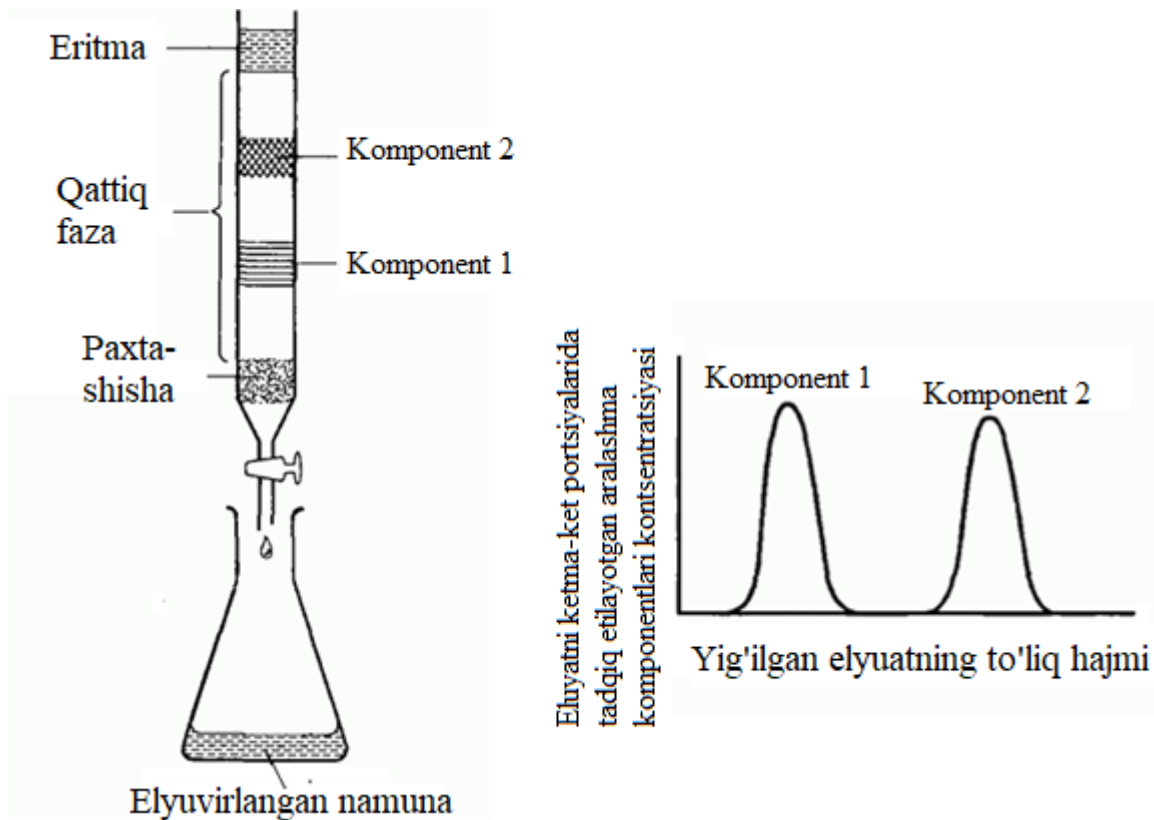 Eritma
Komponent 2
Qattiq
faza
Komponent 1
Paxta-
shisha
Elyuvirlangan namuna
Eluyatni ketma-ket portsiyalarida
tadqiq etilayotgan aralashma
komponentlari kontsentratsiyasi
Komponent 1
Komponent 2
Yig'ilgan elyuatning to'liq hajmi